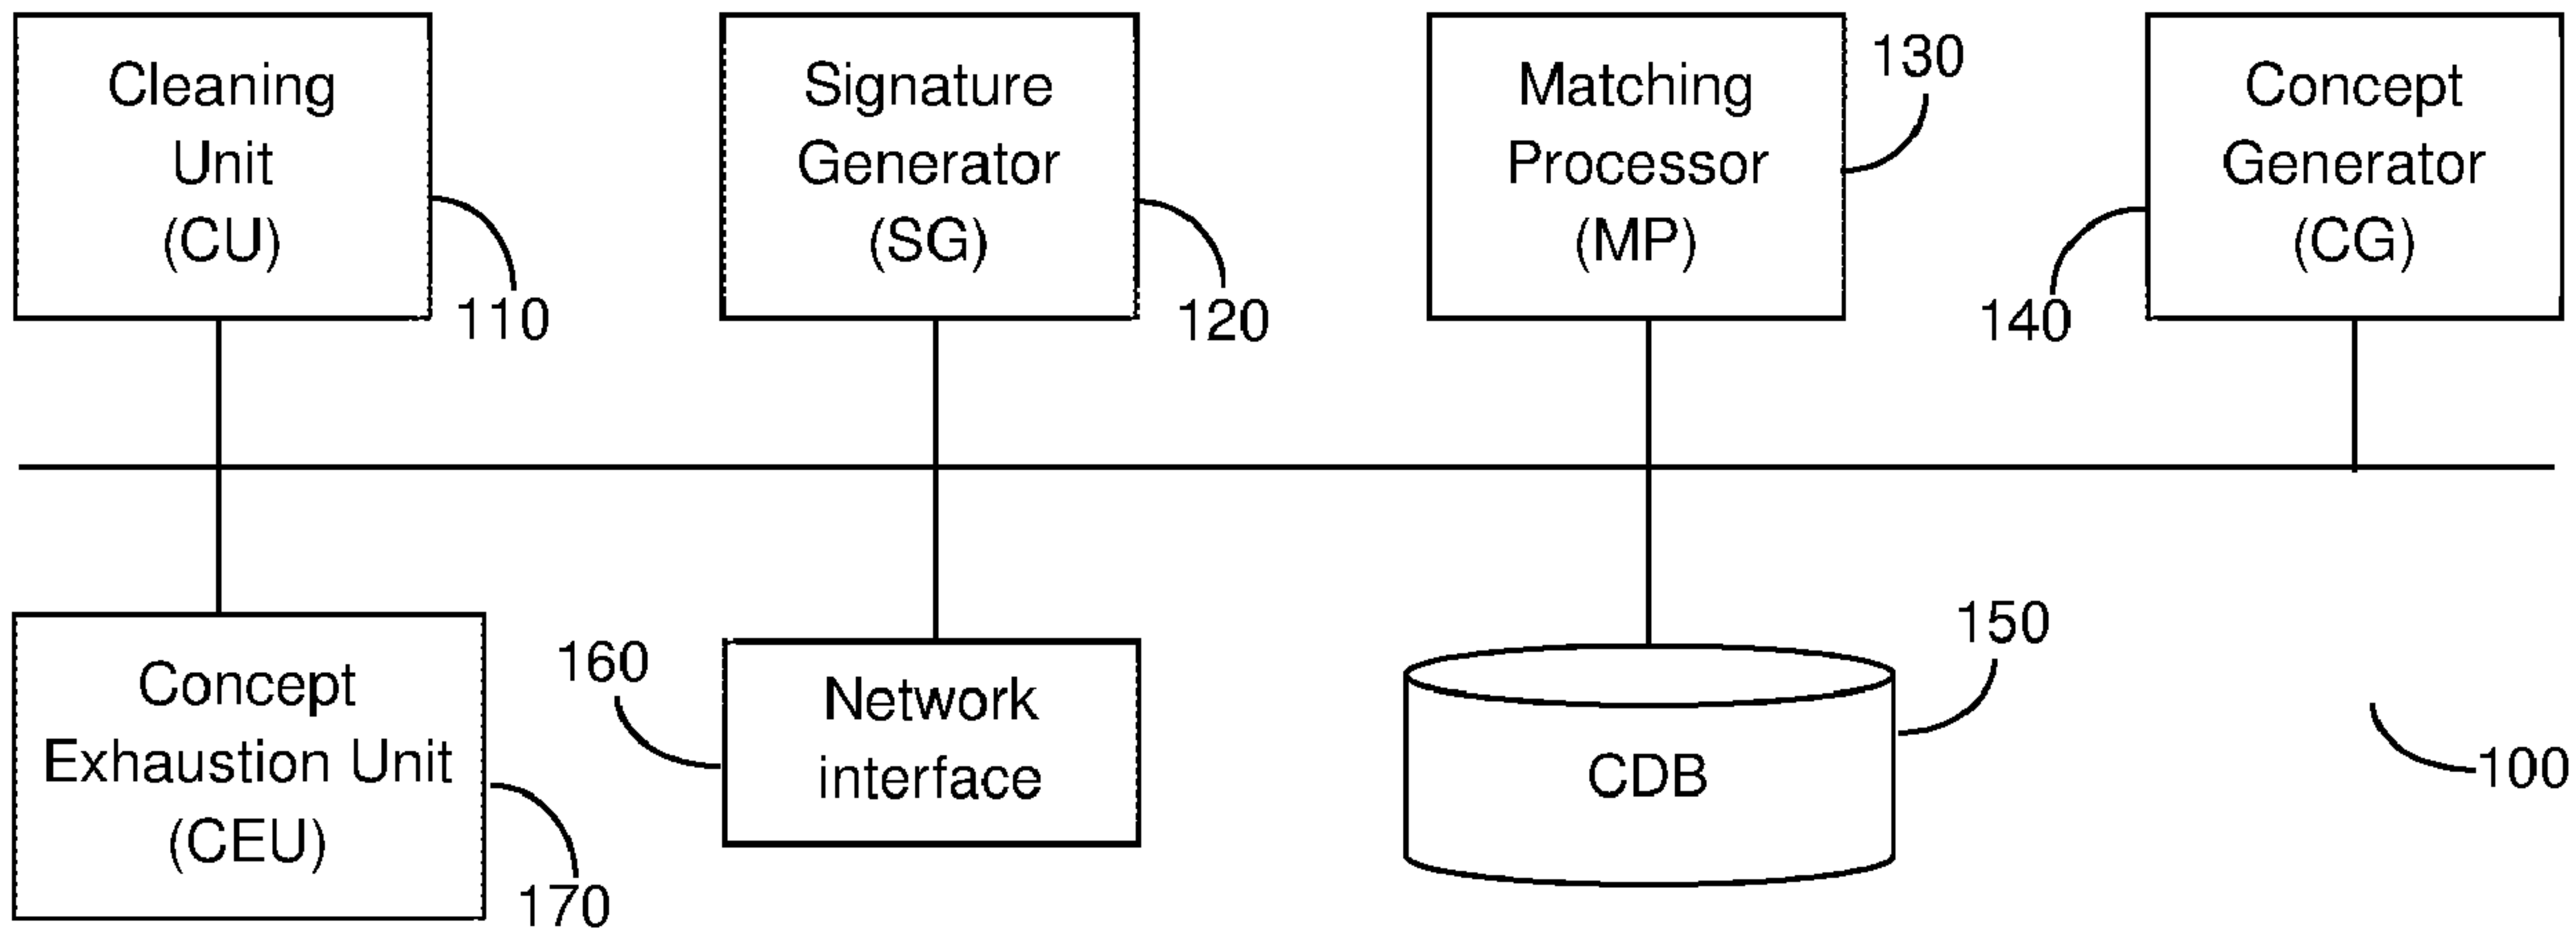 Cleaning
Unit
(CU)
110
Signature
Generator
(SG)
120
Matching
Processor
(MP)
130
Concept
Generator
(CG)
140
Concept
Exhaustion Unit
(CEU)
170
160
Network
interface
CDB
150
100